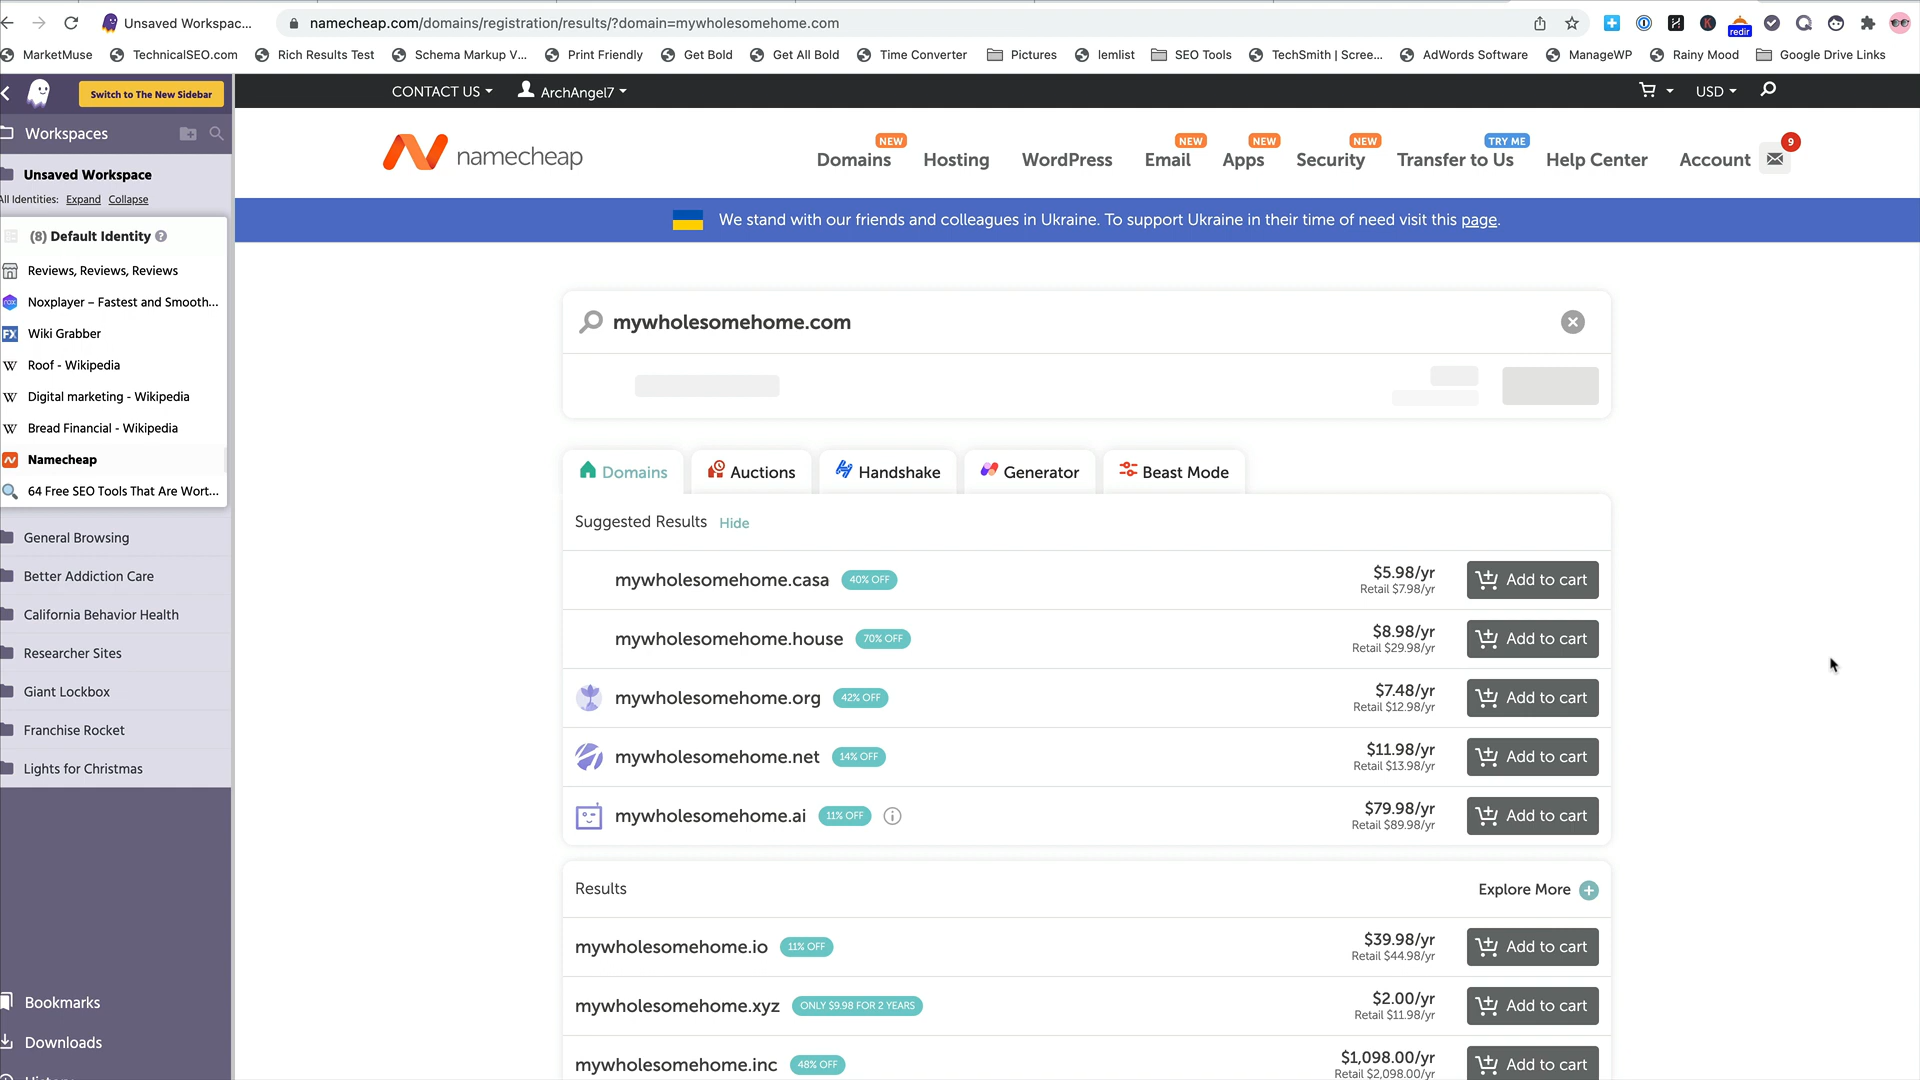 Unsaved Workspac...
namecheap.com/domains/registration/results/?domain=mywholesomehome.com
redir
MarketMuse
TechnicalSEO.com
Rich Results Test
Schema Markup V...
Print Friendly
Get Bold
Get All Bold
Time Converter
Pictures
lemlist
SEO Tools
TechSmith | Scree...
AdWords Software
ManageWP
Rainy Mood
Google Drive Links
Switch to The New Sidebar
CONTACT US
ArchAngel7
USD
Workspaces
Unsaved Workspace
All Identities: Expand Collapse
(8) Default Identity
Reviews, Reviews, Reviews
Noxplayer – Fastest and Smooth...
Wiki Grabber
Roof - Wikipedia
Digital marketing - Wikipedia
Bread Financial - Wikipedia
Namecheap
64 Free SEO Tools That Are Wort...
General Browsing
Better Addiction Care
California Behavior Health
Researcher Sites
Giant Lockbox
Franchise Rocket
Lights for Christmas
Bookmarks
Downloads
namecheap
NEW
Domains
Hosting
WordPress
NEW
Email
NEW
Apps
NEW
Security
TRY ME
Transfer to Us
Help Center
Account
9
We stand with our friends and colleagues in Ukraine. To support Ukraine in their time of need visit this page.
mywholesomehome.com
Domains
Auctions
Handshake
Generator
Beast Mode
Suggested Results Hide
mywholesomehome.casa 40% OFF
$5.98/yr
Retail $7.98/yr
Add to cart
mywholesomehome.house 70% OFF
$8.98/yr
Retail $29.98/yr
Add to cart
mywholesomehome.org 42% OFF
$7.48/yr
Retail $12.98/yr
Add to cart
mywholesomehome.net 14% OFF
$11.98/yr
Retail $13.98/yr
Add to cart
mywholesomehome.ai 11% OFF
$79.98/yr
Retail $89.98/yr
Add to cart
Results
Explore More
mywholesomehome.io 11% OFF
$39.98/yr
Retail $44.98/yr
Add to cart
mywholesomehome.xyz ONLY $9.98 FOR 2 YEARS
$2.00/yr
Retail $11.98/yr
Add to cart
mywholesomehome.inc 48% OFF
$1,098.00/yr
Retail $2,098.00/yr
Add to cart